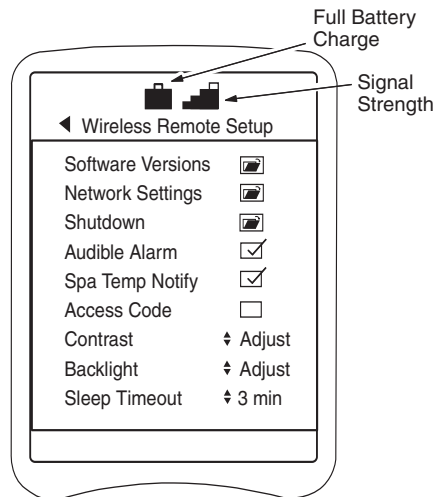 Full Battery
Charge
Signal
Strength
Wireless Remote Setup
Software Versions
Network Settings
Shutdown
Audible Alarm
Spa Temp Notify
Access Code
Contrast Adjust
Backlight Adjust
Sleep Timeout 3 min